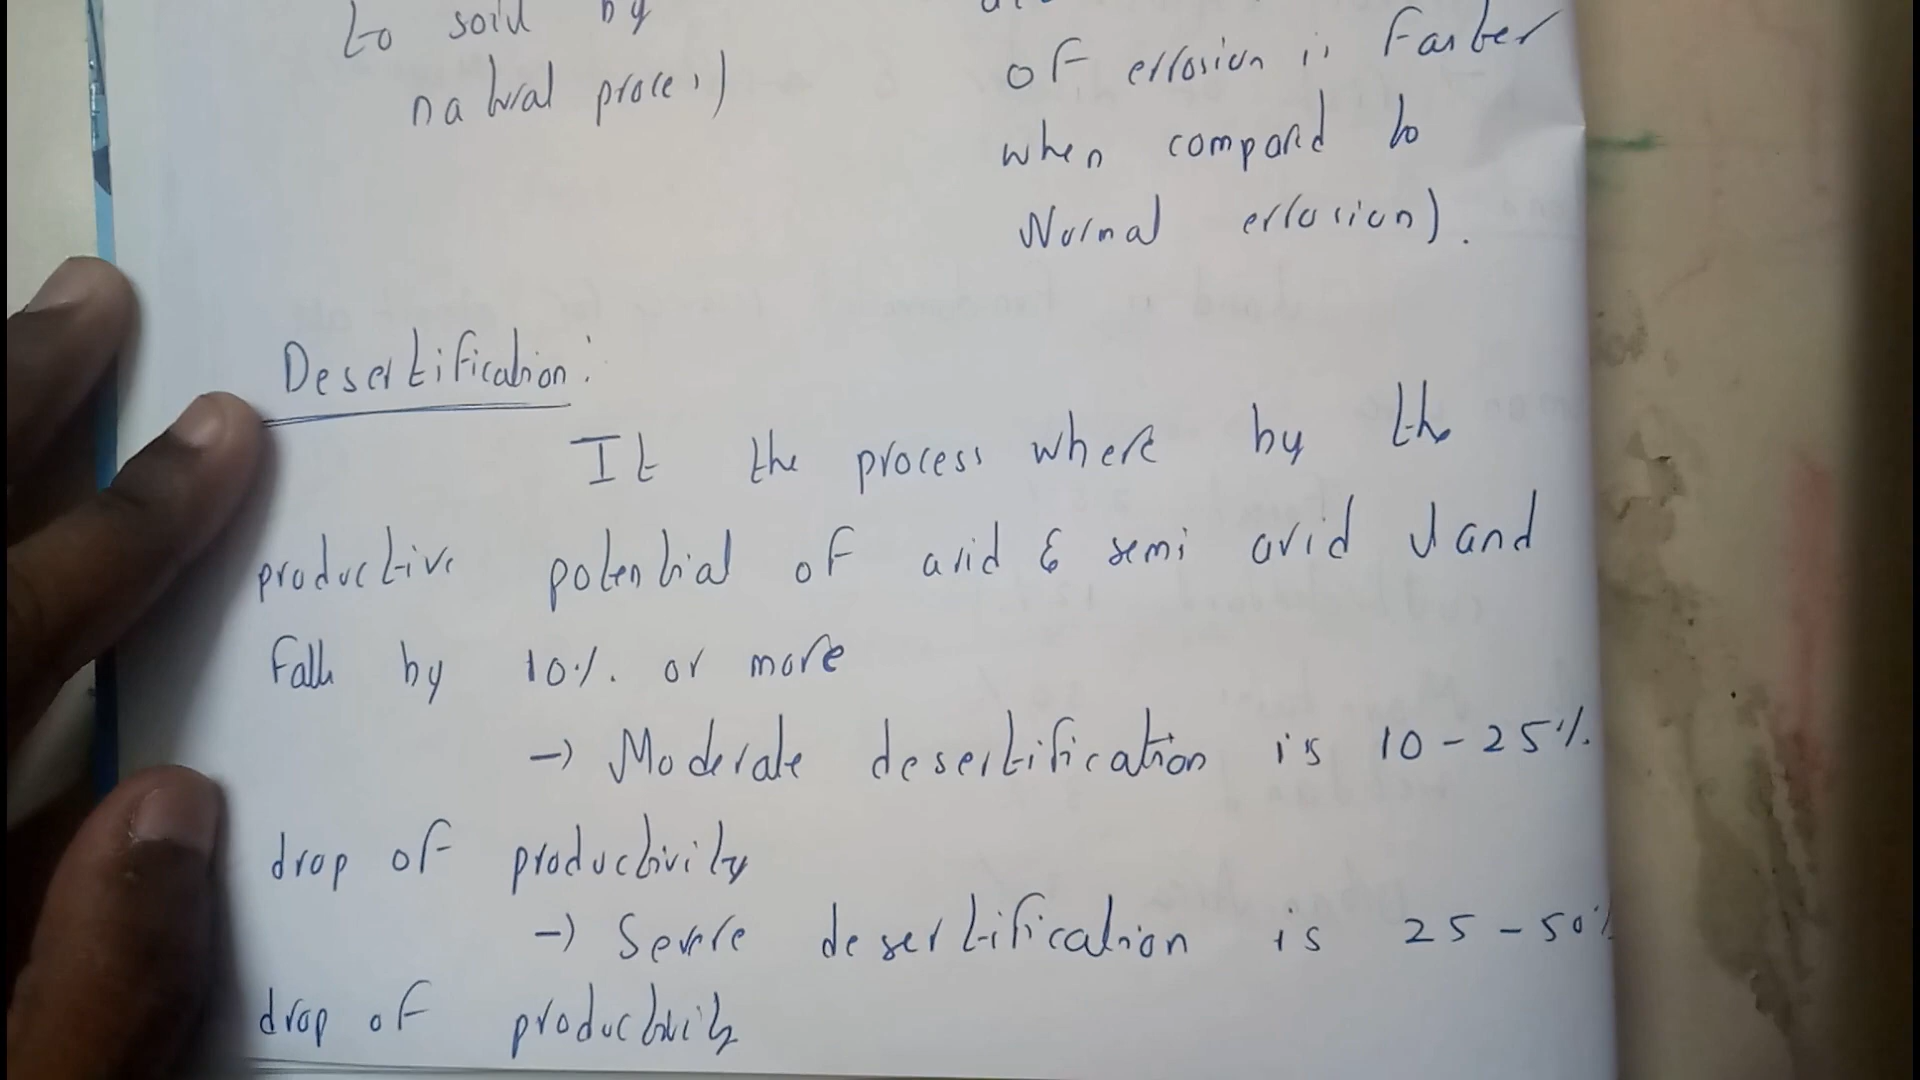 to soid by
natural process)
of errosion is Faster
when compard to
Normal errosion).
Desertification:
It the process where by the
productive potential of arid & semi arid land
Falls by 10%. or more
→ Moderate desertification is 10-25%.
drop of productivity
→ Severe desertification is 25-50%
drop of productivity